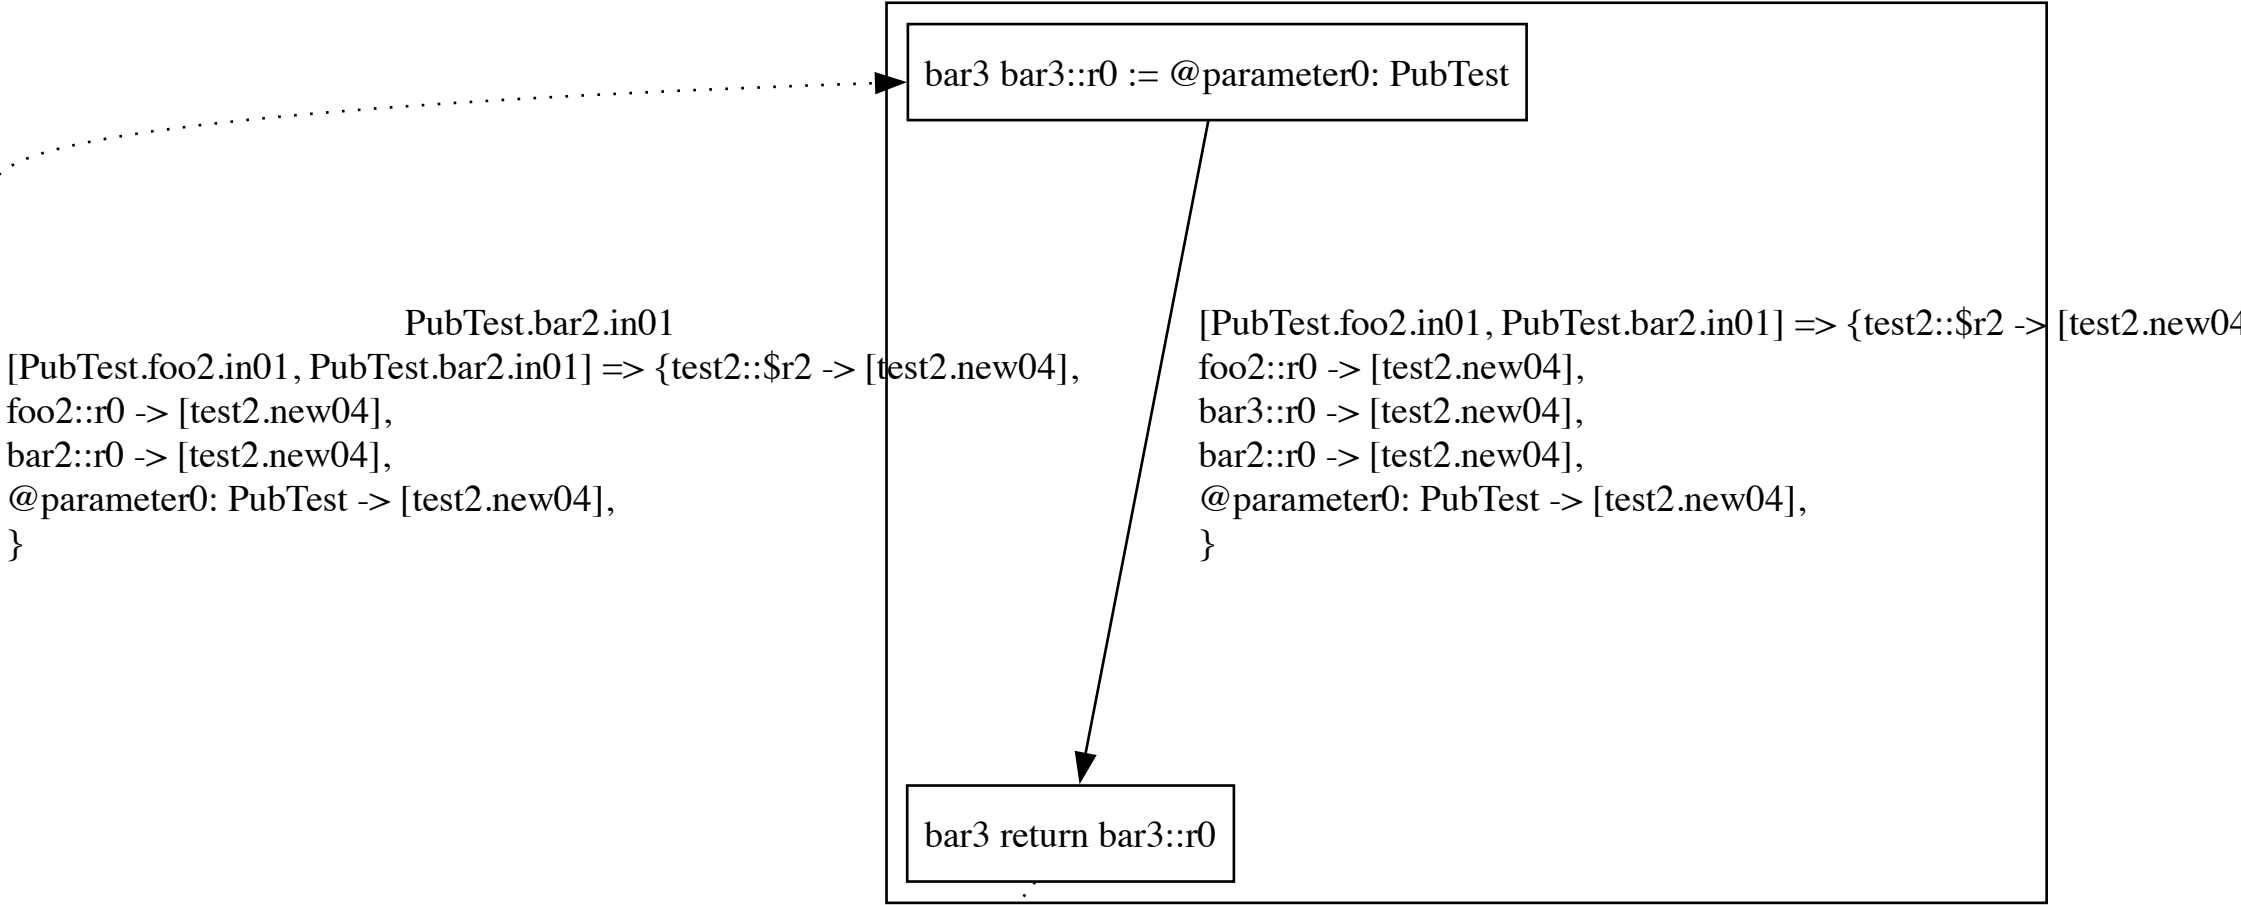 bar3 bar3::r0 := @parameter0: PubTest
PubTest.bar2.in01
[PubTest.foo2.in01, PubTest.bar2.in01] => {test2::$r2 -> [test2.new04],
foo2::r0 -> [test2.new04],
bar2::r0 -> [test2.new04],
@parameter0: PubTest -> [test2.new04],
}
[PubTest.foo2.in01, PubTest.bar2.in01] => {test2::$r2 -> [test2.new04
foo2::r0 -> [test2.new04],
bar3::r0 -> [test2.new04],
bar2::r0 -> [test2.new04],
@parameter0: PubTest -> [test2.new04],
}
bar3 return bar3::r0